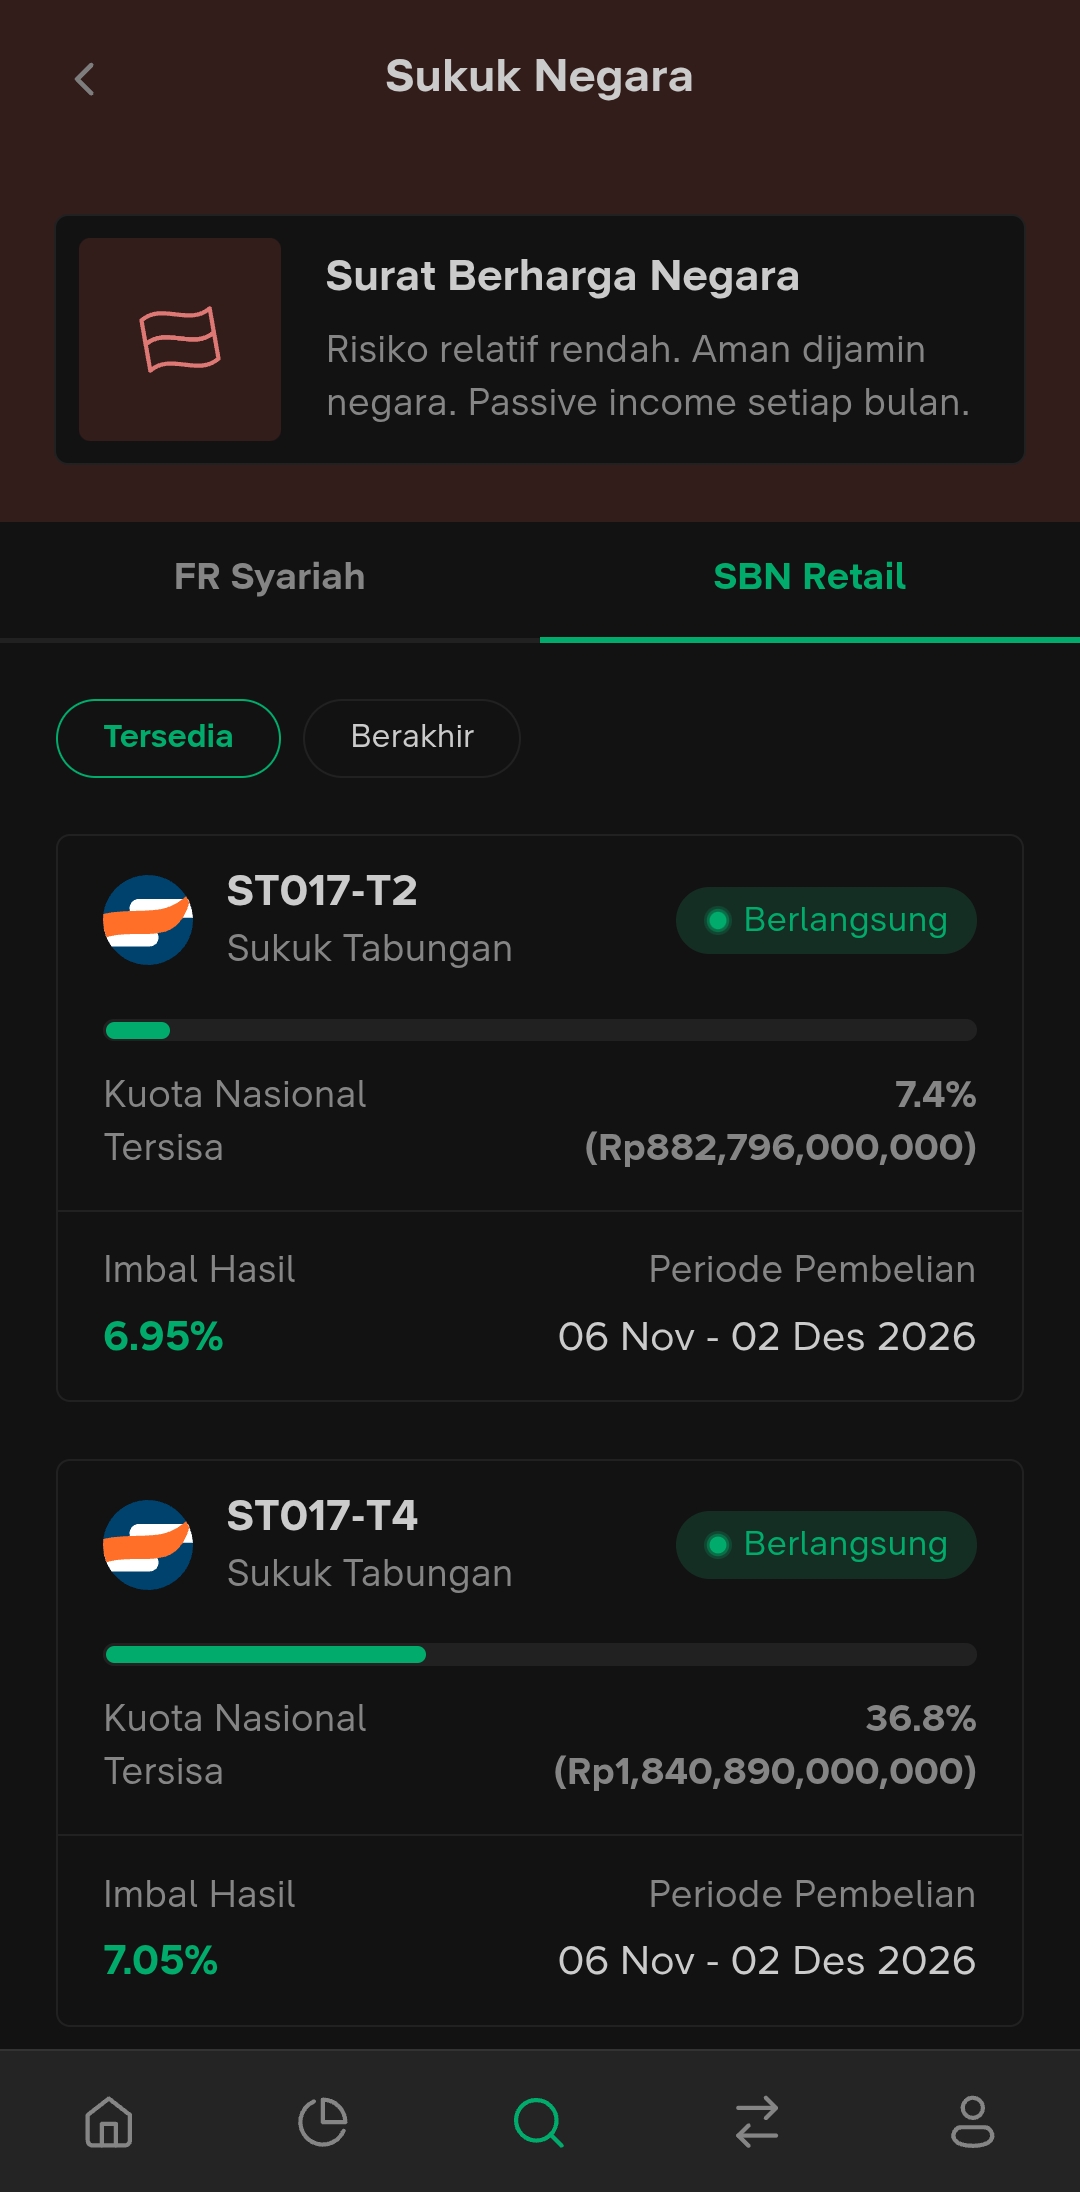 Sukuk Negara
Surat Berharga Negara
Risiko relatif rendah. Aman dijamin
negara. Passive income setiap bulan.
FR Syariah
SBN Retail
Tersedia
Berakhir
ST017-T2
Sukuk Tabungan
Berlangsung
Kuota Nasional
Tersisa
7.4%
(Rp882,796,000,000)
Imbal Hasil
6.95%
Periode Pembelian
06 Nov - 02 Des 2026
ST017-T4
Sukuk Tabungan
Berlangsung
Kuota Nasional
Tersisa
36.8%
(Rp1,840,890,000,000)
Imbal Hasil
7.05%
Periode Pembelian
06 Nov - 02 Des 2026